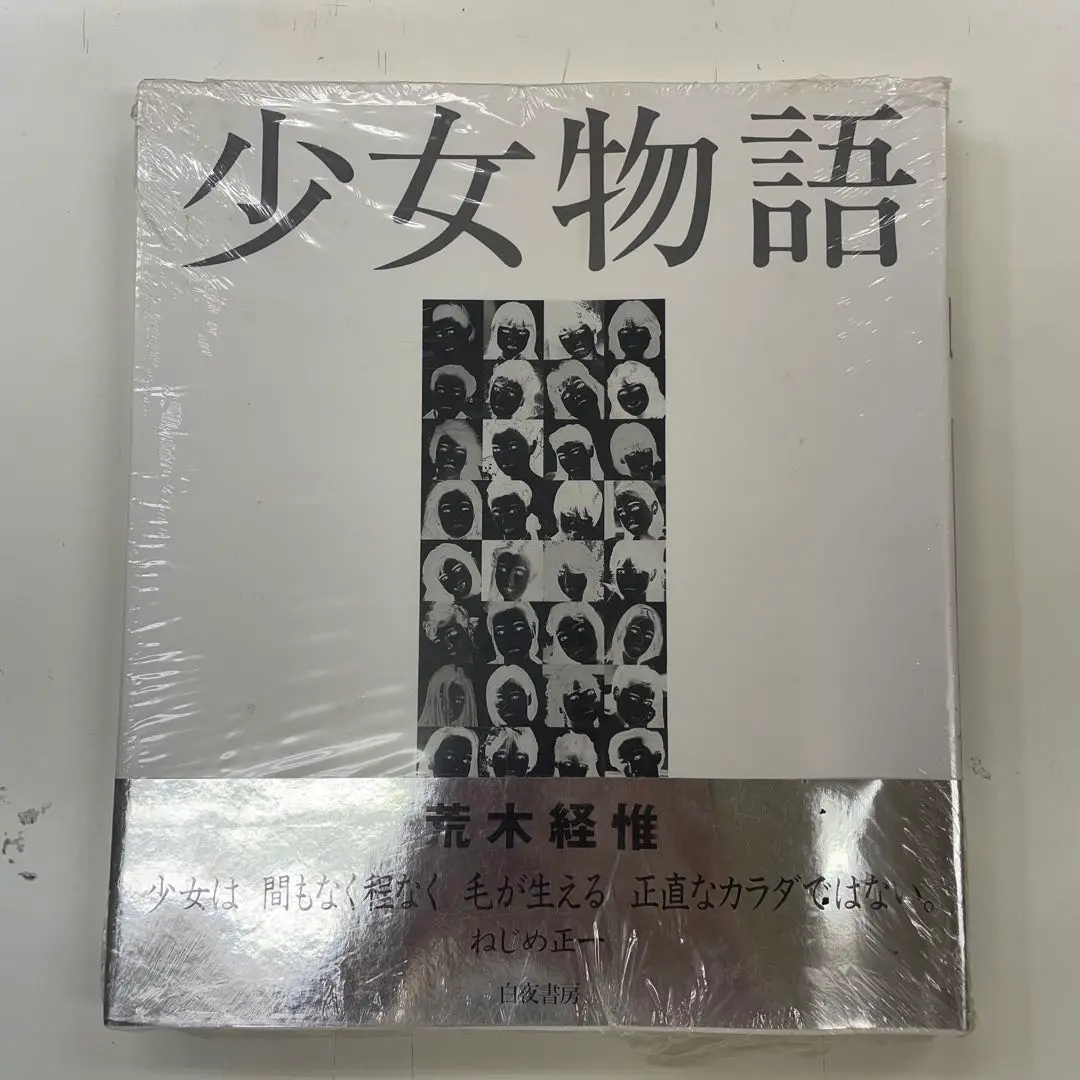 少女物語
荒木経惟
少女は 間もなく程なく 毛が生える 正直なカラダではない。
ねじめ正一
白夜書房